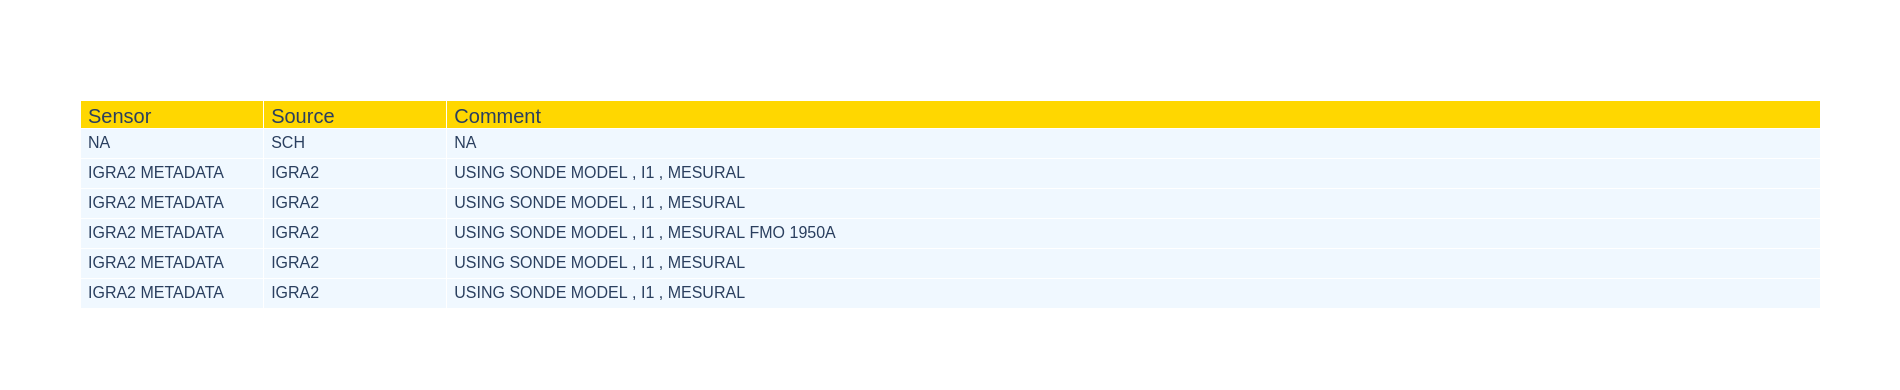 Sensor Source Comment
NA SCH NA
IGRA2 METADATA IGRA2 USING SONDE MODEL , I1 , MESURAL
IGRA2 METADATA IGRA2 USING SONDE MODEL , I1 , MESURAL
IGRA2 METADATA IGRA2 USING SONDE MODEL , I1 , MESURAL FMO 1950A
IGRA2 METADATA IGRA2 USING SONDE MODEL , I1 , MESURAL
IGRA2 METADATA IGRA2 USING SONDE MODEL , I1 , MESURAL